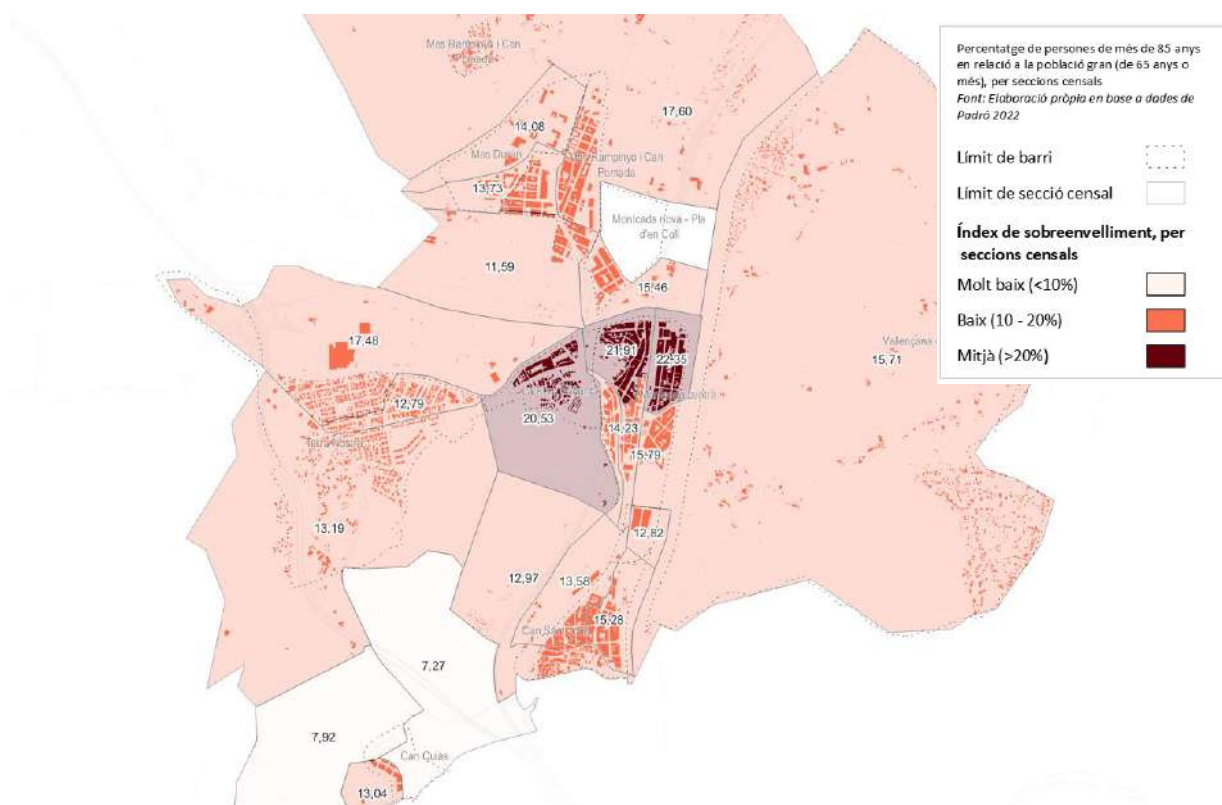 Mas Rampinyo i Can
Pomada
17,60
14,08
Mas Duran
Rampinyo i Can
Pomada
13,73
Montcada nova - Pla
d'en Coll
11,59
15,46
17,48
21,91
22,35
Valençana -
15,71
12,79
20,53
14,23
15,79
13,19
12,82
12,97
13,58
15,28
7,27
7,92
Can Cuiàs
13,04
Percentatge de persones de més de 85 anys
en relació a la població gran (de 65 anys o
més), per seccions censals
Font: Elaboració pròpia en base a dades de
Padró 2022
Límit de barri
Límit de secció censal
Índex de sobreenvelliment, per
seccions censals
Molt baix (<10%)
Baix (10 - 20%)
Mitjà (>20%)